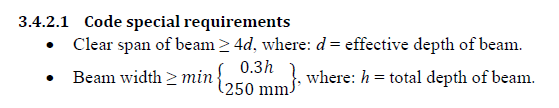 3.4.2.1 Code special requirements
• Clear span of beam ≥ 4d, where: d = effective depth of beam.
• Beam width ≥ min { 0.3h
250 mm }, where: h = total depth of beam.